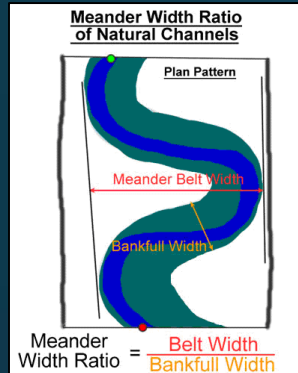 Meander Width Ratio
of Natural Channels
Plan Pattern
Meander Belt Width
Bankfull Width
Meander
Width Ratio = Belt Width
Bankfull Width